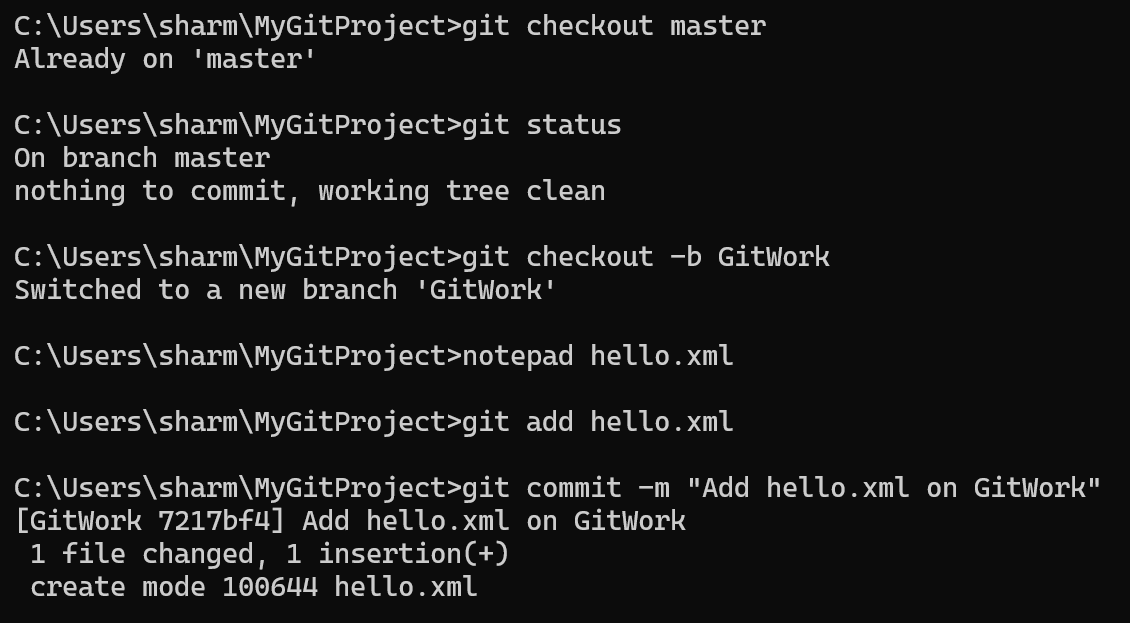 C:\Users\sharm\MyGitProject>git checkout master
Already on 'master'
C:\Users\sharm\MyGitProject>git status
On branch master
nothing to commit, working tree clean
C:\Users\sharm\MyGitProject>git checkout -b GitWork
Switched to a new branch 'GitWork'
C:\Users\sharm\MyGitProject>notepad hello.xml
C:\Users\sharm\MyGitProject>git add hello.xml
C:\Users\sharm\MyGitProject>git commit -m "Add hello.xml on GitWork"
[GitWork 7217bf4] Add hello.xml on GitWork
 1 file changed, 1 insertion(+)
 create mode 100644 hello.xml